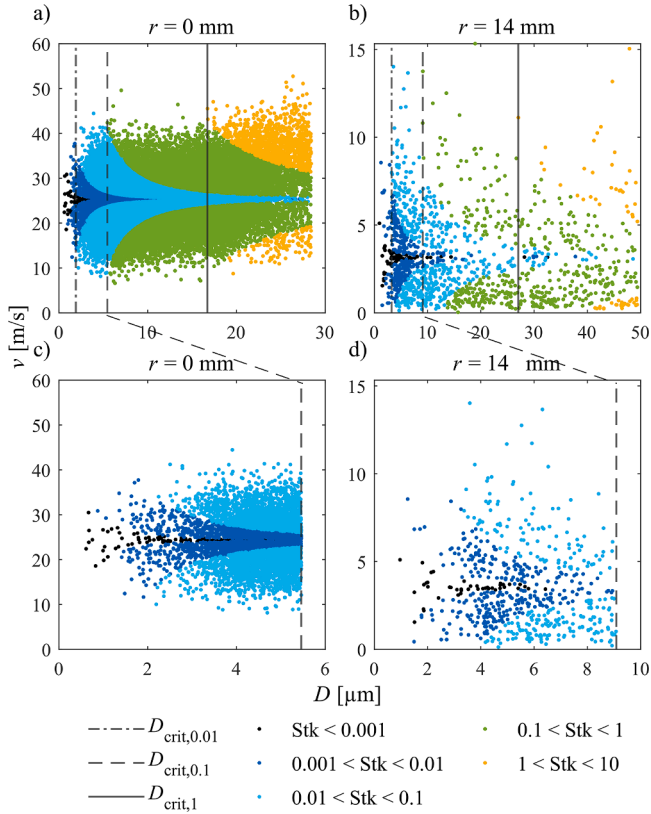 a)
r = 0 mm
b)
r = 14 mm
60
50
40
30
20
10
0
0
10
20
30
15
10
5
0
0
10
20
30
40
50
v [m/s]
c)
r = 0 mm
d)
r = 14 mm
60
50
40
30
20
10
0
0
2
4
6
15
10
5
0
0
2
4
6
8
10
D [µm]
D crit,0.01
Stk < 0.001
0.1 < Stk < 1
D crit,0.1
0.001 < Stk < 0.01
1 < Stk < 10
D crit,1
0.01 < Stk < 0.1